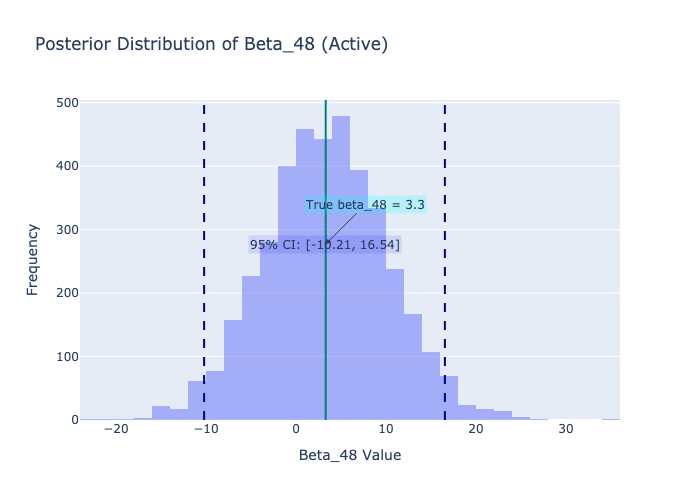 Posterior Distribution of Beta_48 (Active)
500
400
300
200
100
0
Frequency
True beta_48 = 3.3
95% CI: [-10.21, 16.54]
−20
−10
0
10
20
30
Beta_48 Value